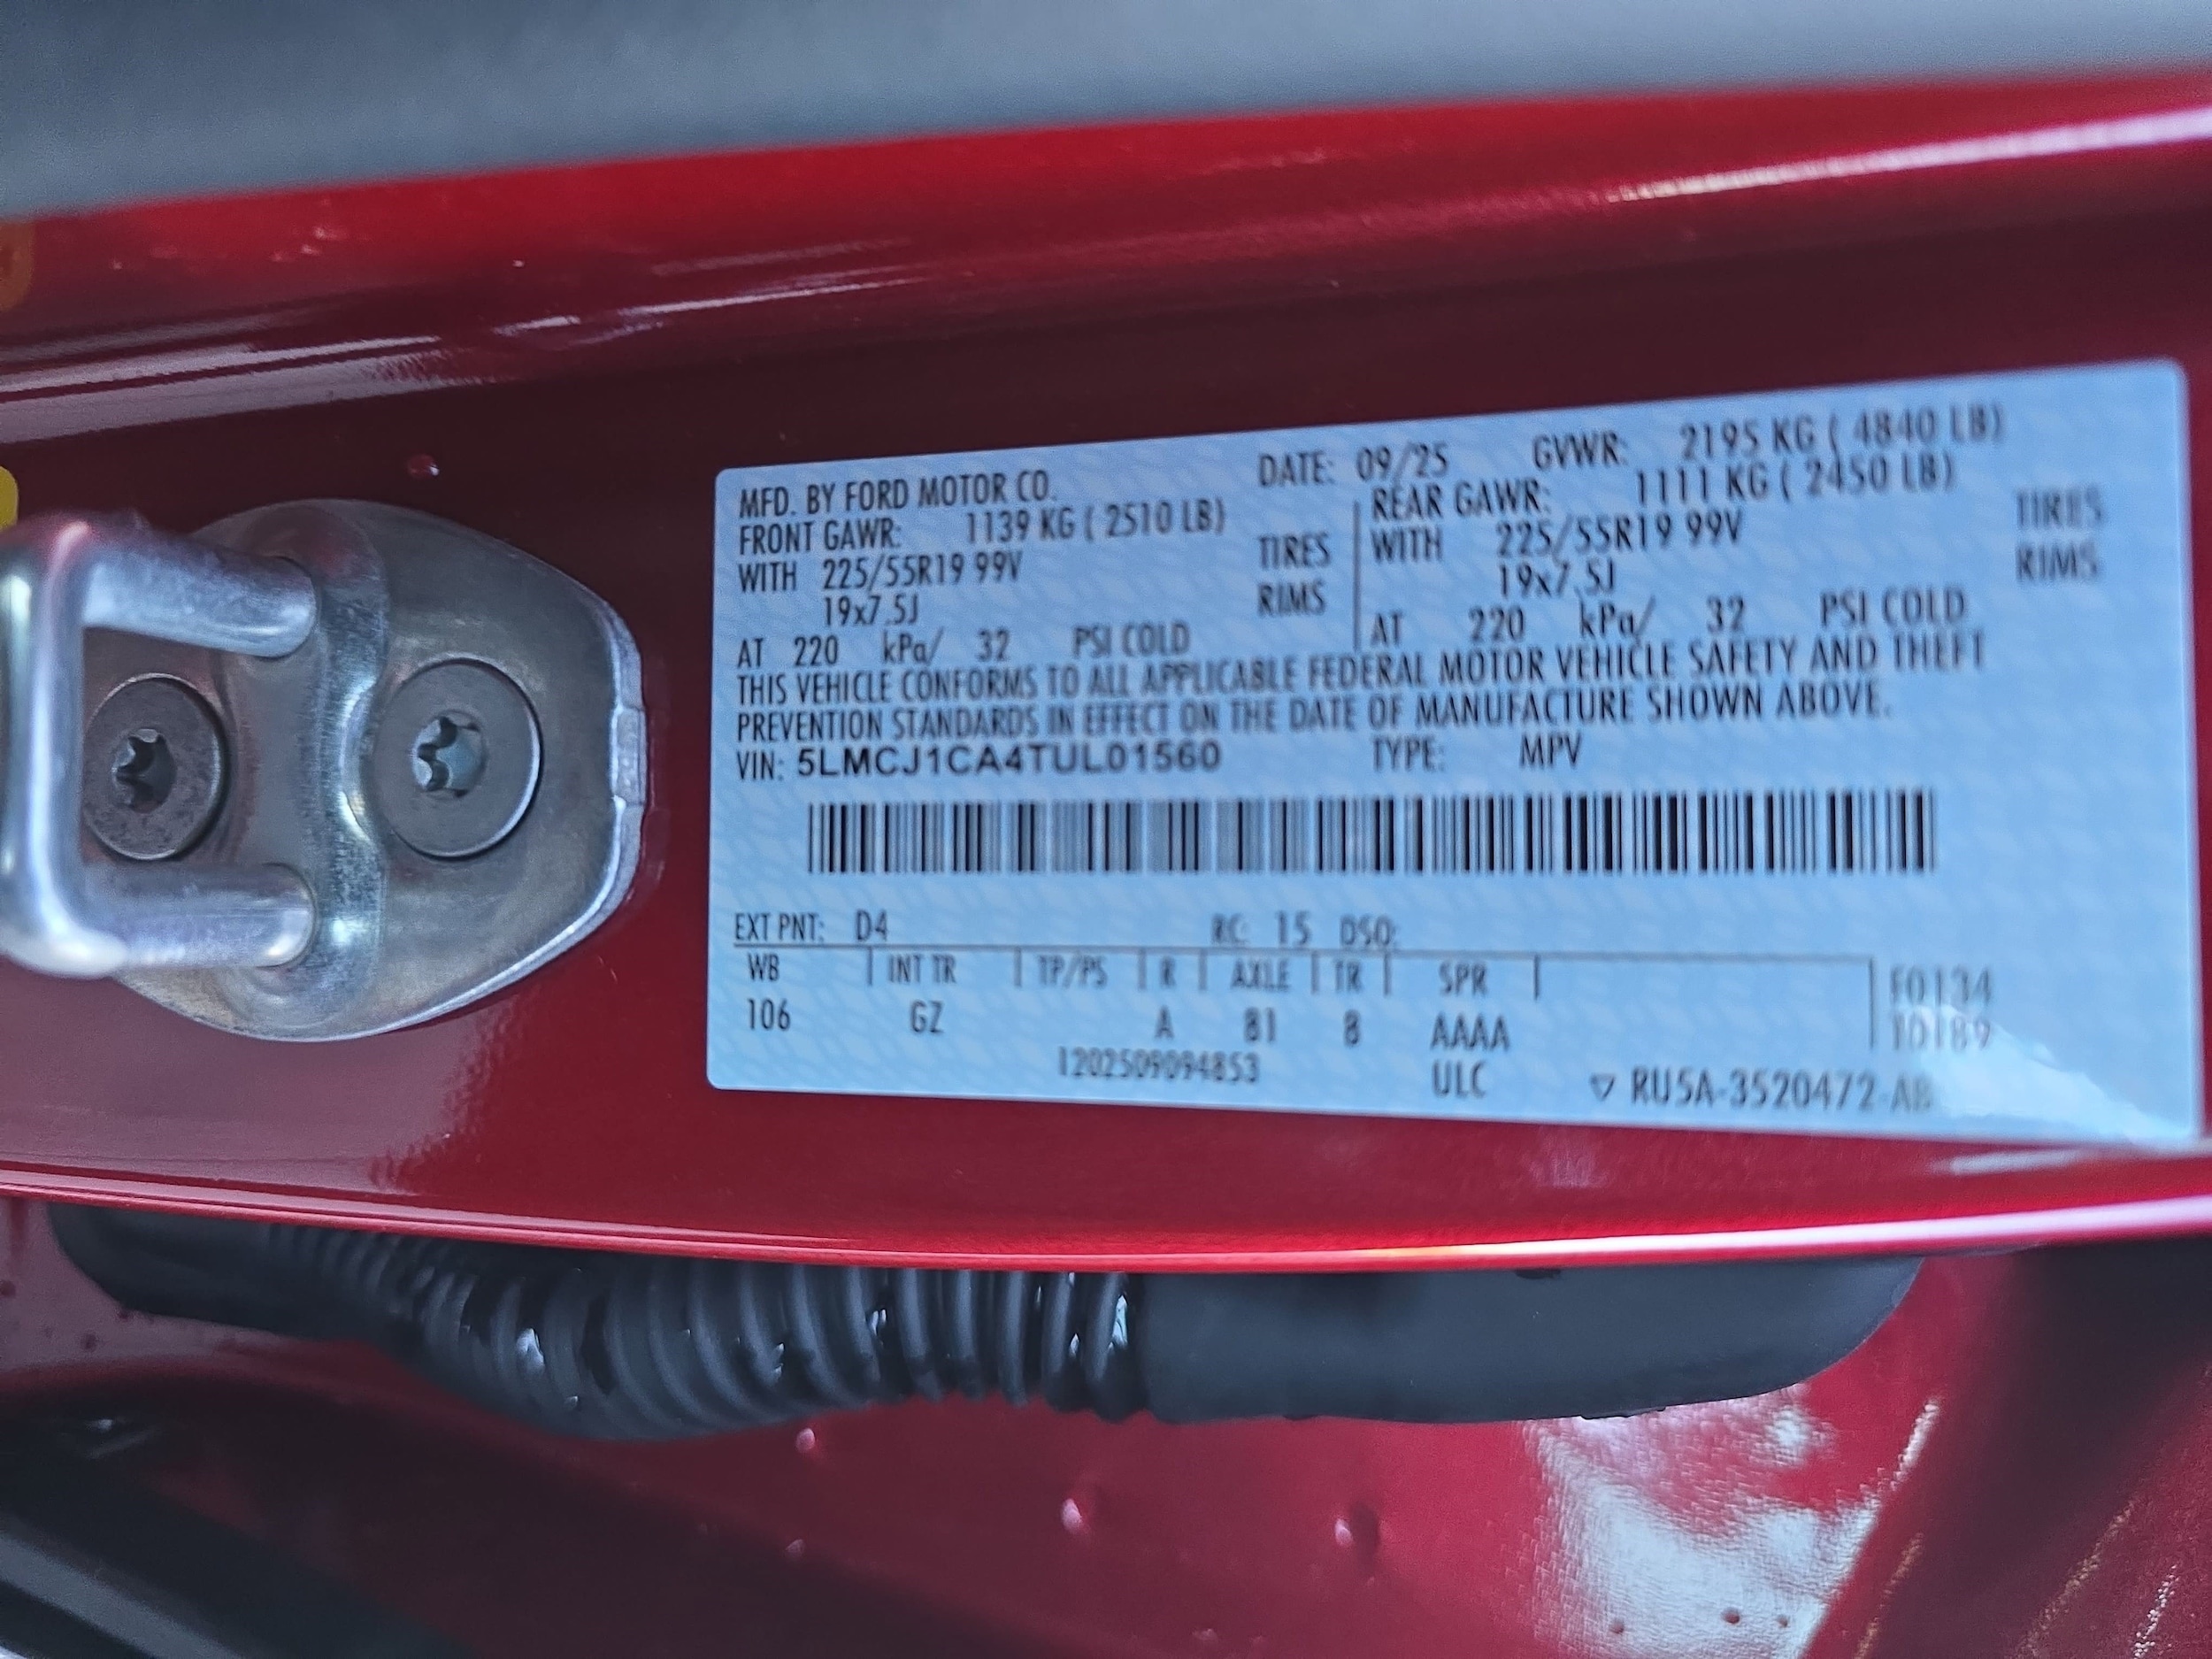 MFD. BY FORD MOTOR CO. DATE: 09/25 GVWR: 2195 KG ( 4840 LB)
FRONT GAWR: 1139 KG ( 2510 LB) REAR GAWR: 1111 KG ( 2450 LB)
WITH 225/55R19 99V TIRES WITH 225/55R19 99V TIRES
19x7.5J RIMS 19x7.5J RIMS
AT 220 kPa/ 32 PSI COLD AT 220 kPa/ 32 PSI COLD
THIS VEHICLE CONFORMS TO ALL APPLICABLE FEDERAL MOTOR VEHICLE SAFETY AND THEFT
PREVENTION STANDARDS IN EFFECT ON THE DATE OF MANUFACTURE SHOWN ABOVE.
VIN: 5LMCJ1CA4TUL01560 TYPE: MPV
EXT PNT: D4 RC: 15 DSO:
WB INT TR TP/PS R AXLE TR SPR F0134
106 GZ A 81 8 AAAA T0189
1202509094853 ULC ▽ RU5A-3520472-AB